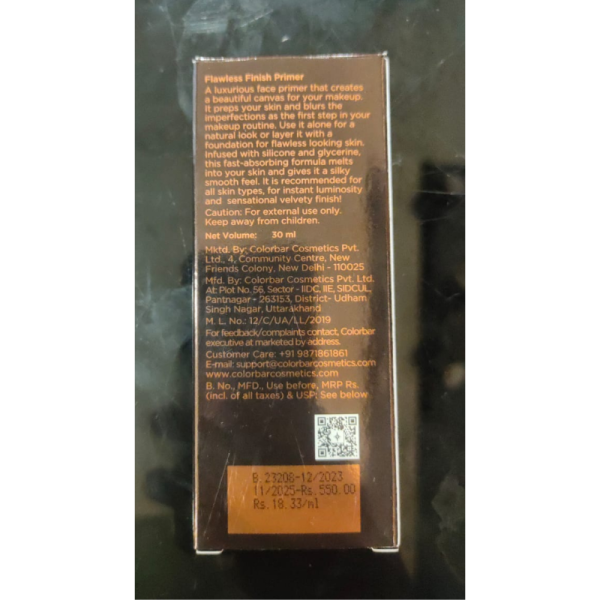 Flawless Finish Primer
A luxurious face primer that creates
a beautiful canvas for your makeup.
It preps your skin and blurs the
imperfections as the first step in your
makeup routine. Use it alone for a
natural look or layer it with a
foundation for flawless looking skin.
Infused with silicone and glycerine,
this fast-absorbing formula melts
into your skin and gives it a silky
smooth feel. It is recommended for
all skin types, for instant luminosity
and sensational velvety finish!
Caution: For external use only.
Keep away from children.
Net Volume: 30 ml
Mktd. By: Colorbar Cosmetics Pvt.
Ltd., 4, Community Centre, New
Friends Colony, New Delhi - 110025
Mfd. By: Colorbar Cosmetics Pvt. Ltd.
At: Plot No. 56, Sector - IIDC, IIE, SIDCUL,
Pantnagar - 263153, District- Udham
Singh Nagar, Uttarakhand
M. L. No.: 12/C/UA/LL/2019
For feedback/complaints contact, Colorbar
executive at marketed by address.
Customer Care: +91 9871861861
E-mail: support@colorbarcosmetics.com
www.colorbarcosmetics.com
B. No., MFD., Use before, MRP Rs.
(incl. of all taxes) & USP: See below
B.23206-12/2023
11/2025-Rs.550.00
Rs.18.33/ml